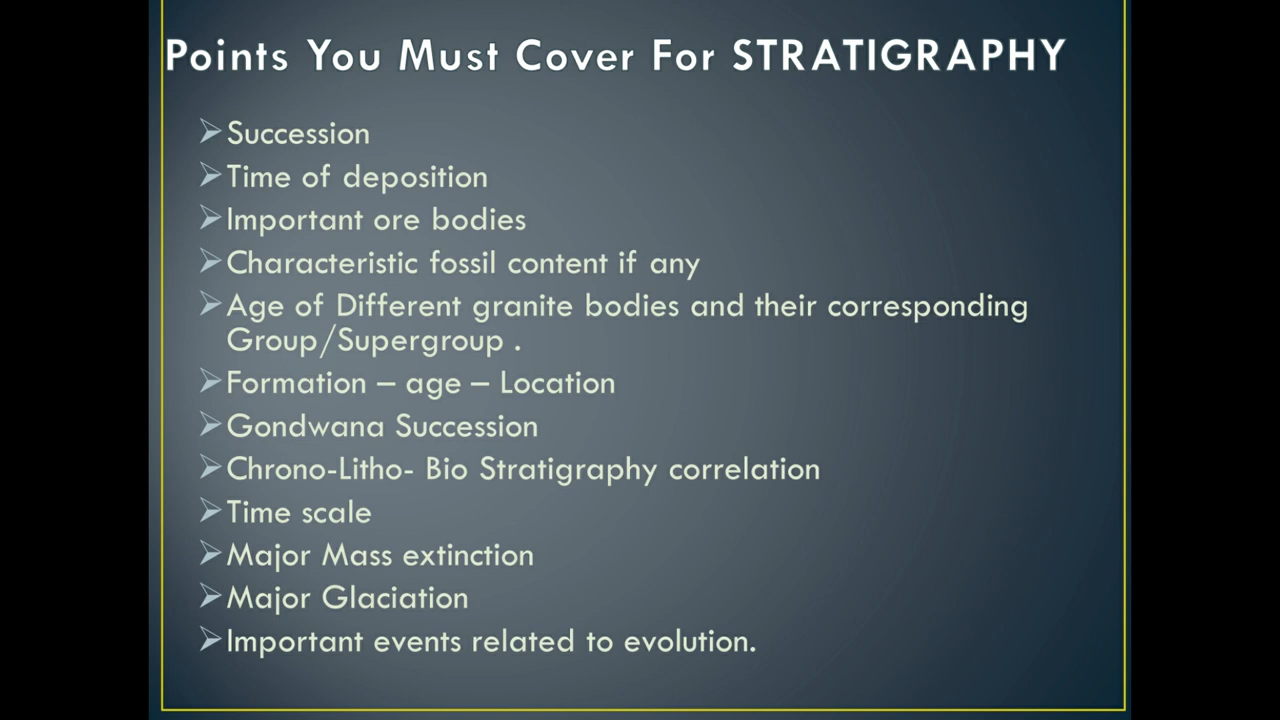 Points You Must Cover For STRATIGRAPHY
➢Succession
➢Time of deposition
➢Important ore bodies
➢Characteristic fossil content if any
➢Age of Different granite bodies and their corresponding
Group/Supergroup .
➢Formation – age – Location
➢Gondwana Succession
➢Chrono-Litho- Bio Stratigraphy correlation
➢Time scale
➢Major Mass extinction
➢Major Glaciation
➢Important events related to evolution.